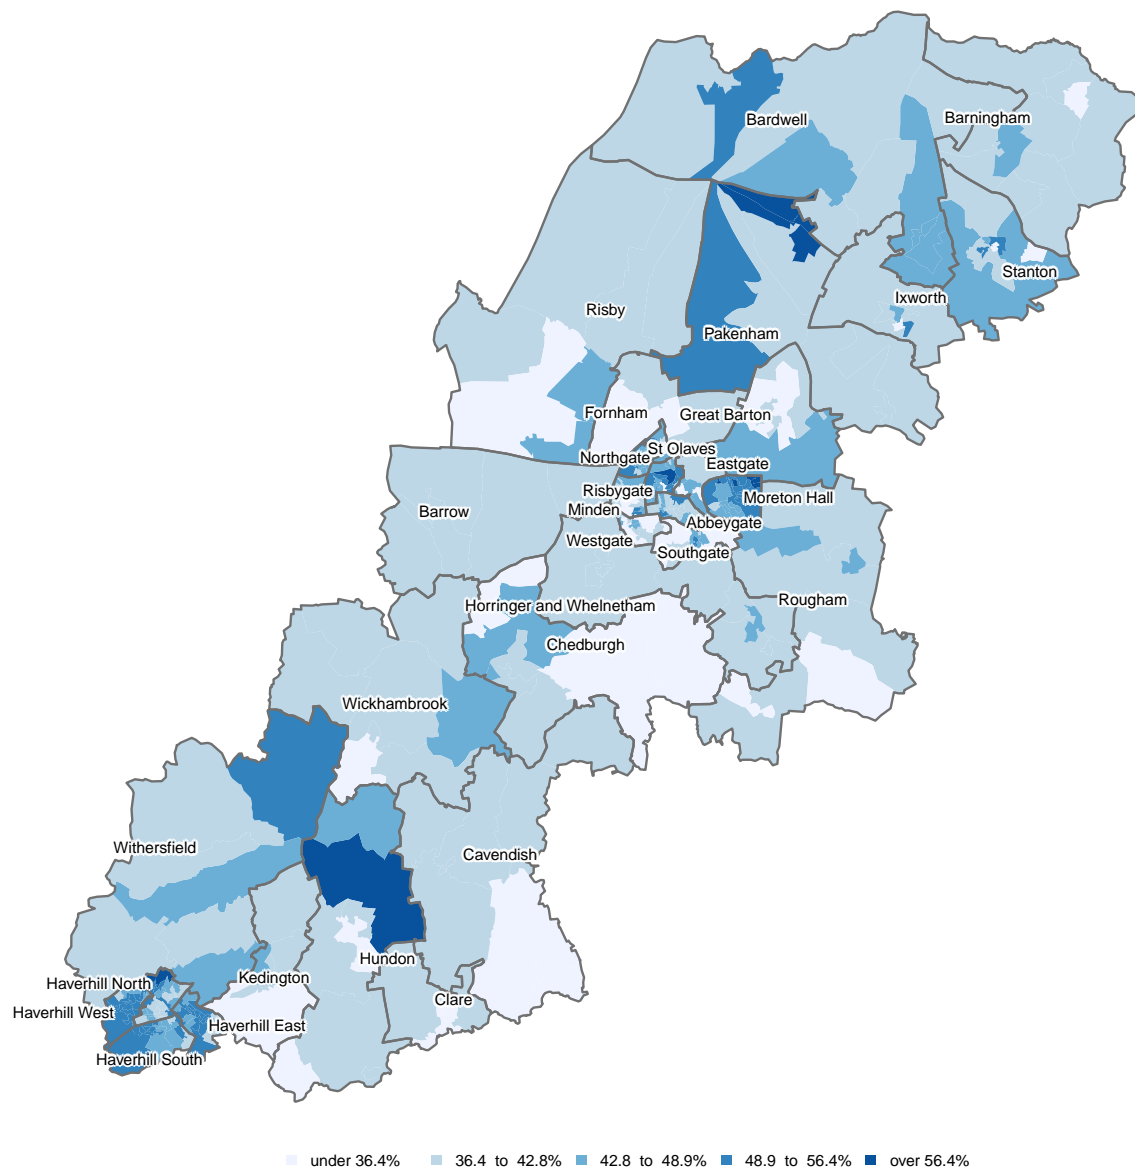 Bardwell
Barningham
Stanton
Ixworth
Risby
Pakenham
Fornham
Great Barton
St Olaves
Northgate
Eastgate
Risbygate
Moreton Hall
Barrow
Minden
Abbeygate
Westgate
Southgate
Rougham
Horringer and Whelnetham
Chedburgh
Wickhambrook
Withersfield
Cavendish
Hundon
Kedington
Haverhill North
Clare
Haverhill West
Haverhill East
Haverhill South
under 36.4% 36.4 to 42.8% 42.8 to 48.9% 48.9 to 56.4% over 56.4%